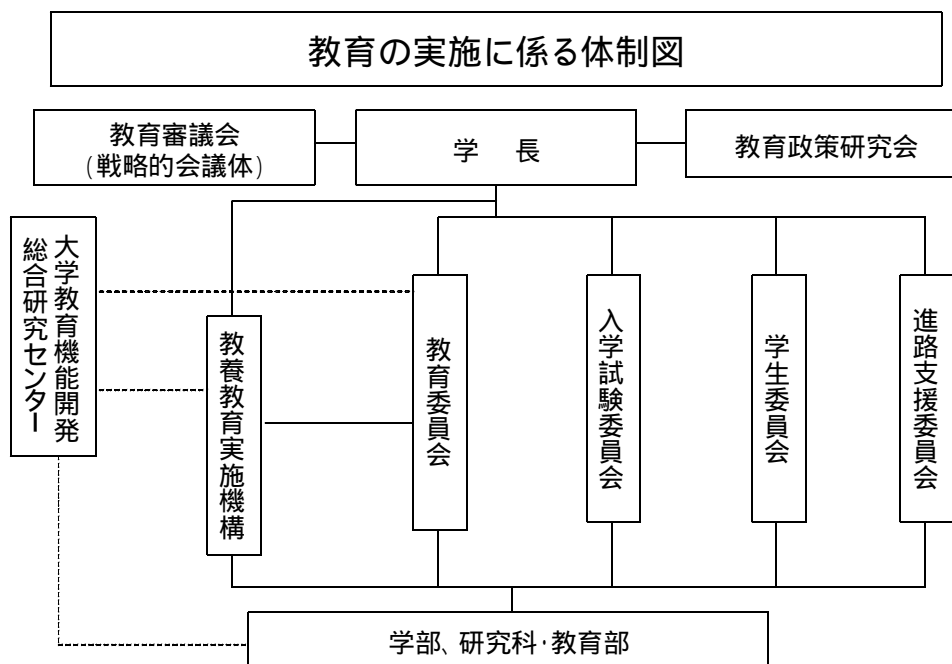 教育の実施に係る体制図
教育審議会
(戦略的会議体)
学 長
教育政策研究会
大学教育機能開発
総合研究センター
教養教育実施機構
教育委員会
入学試験委員会
学生委員会
進路支援委員会
学部、研究科･教育部